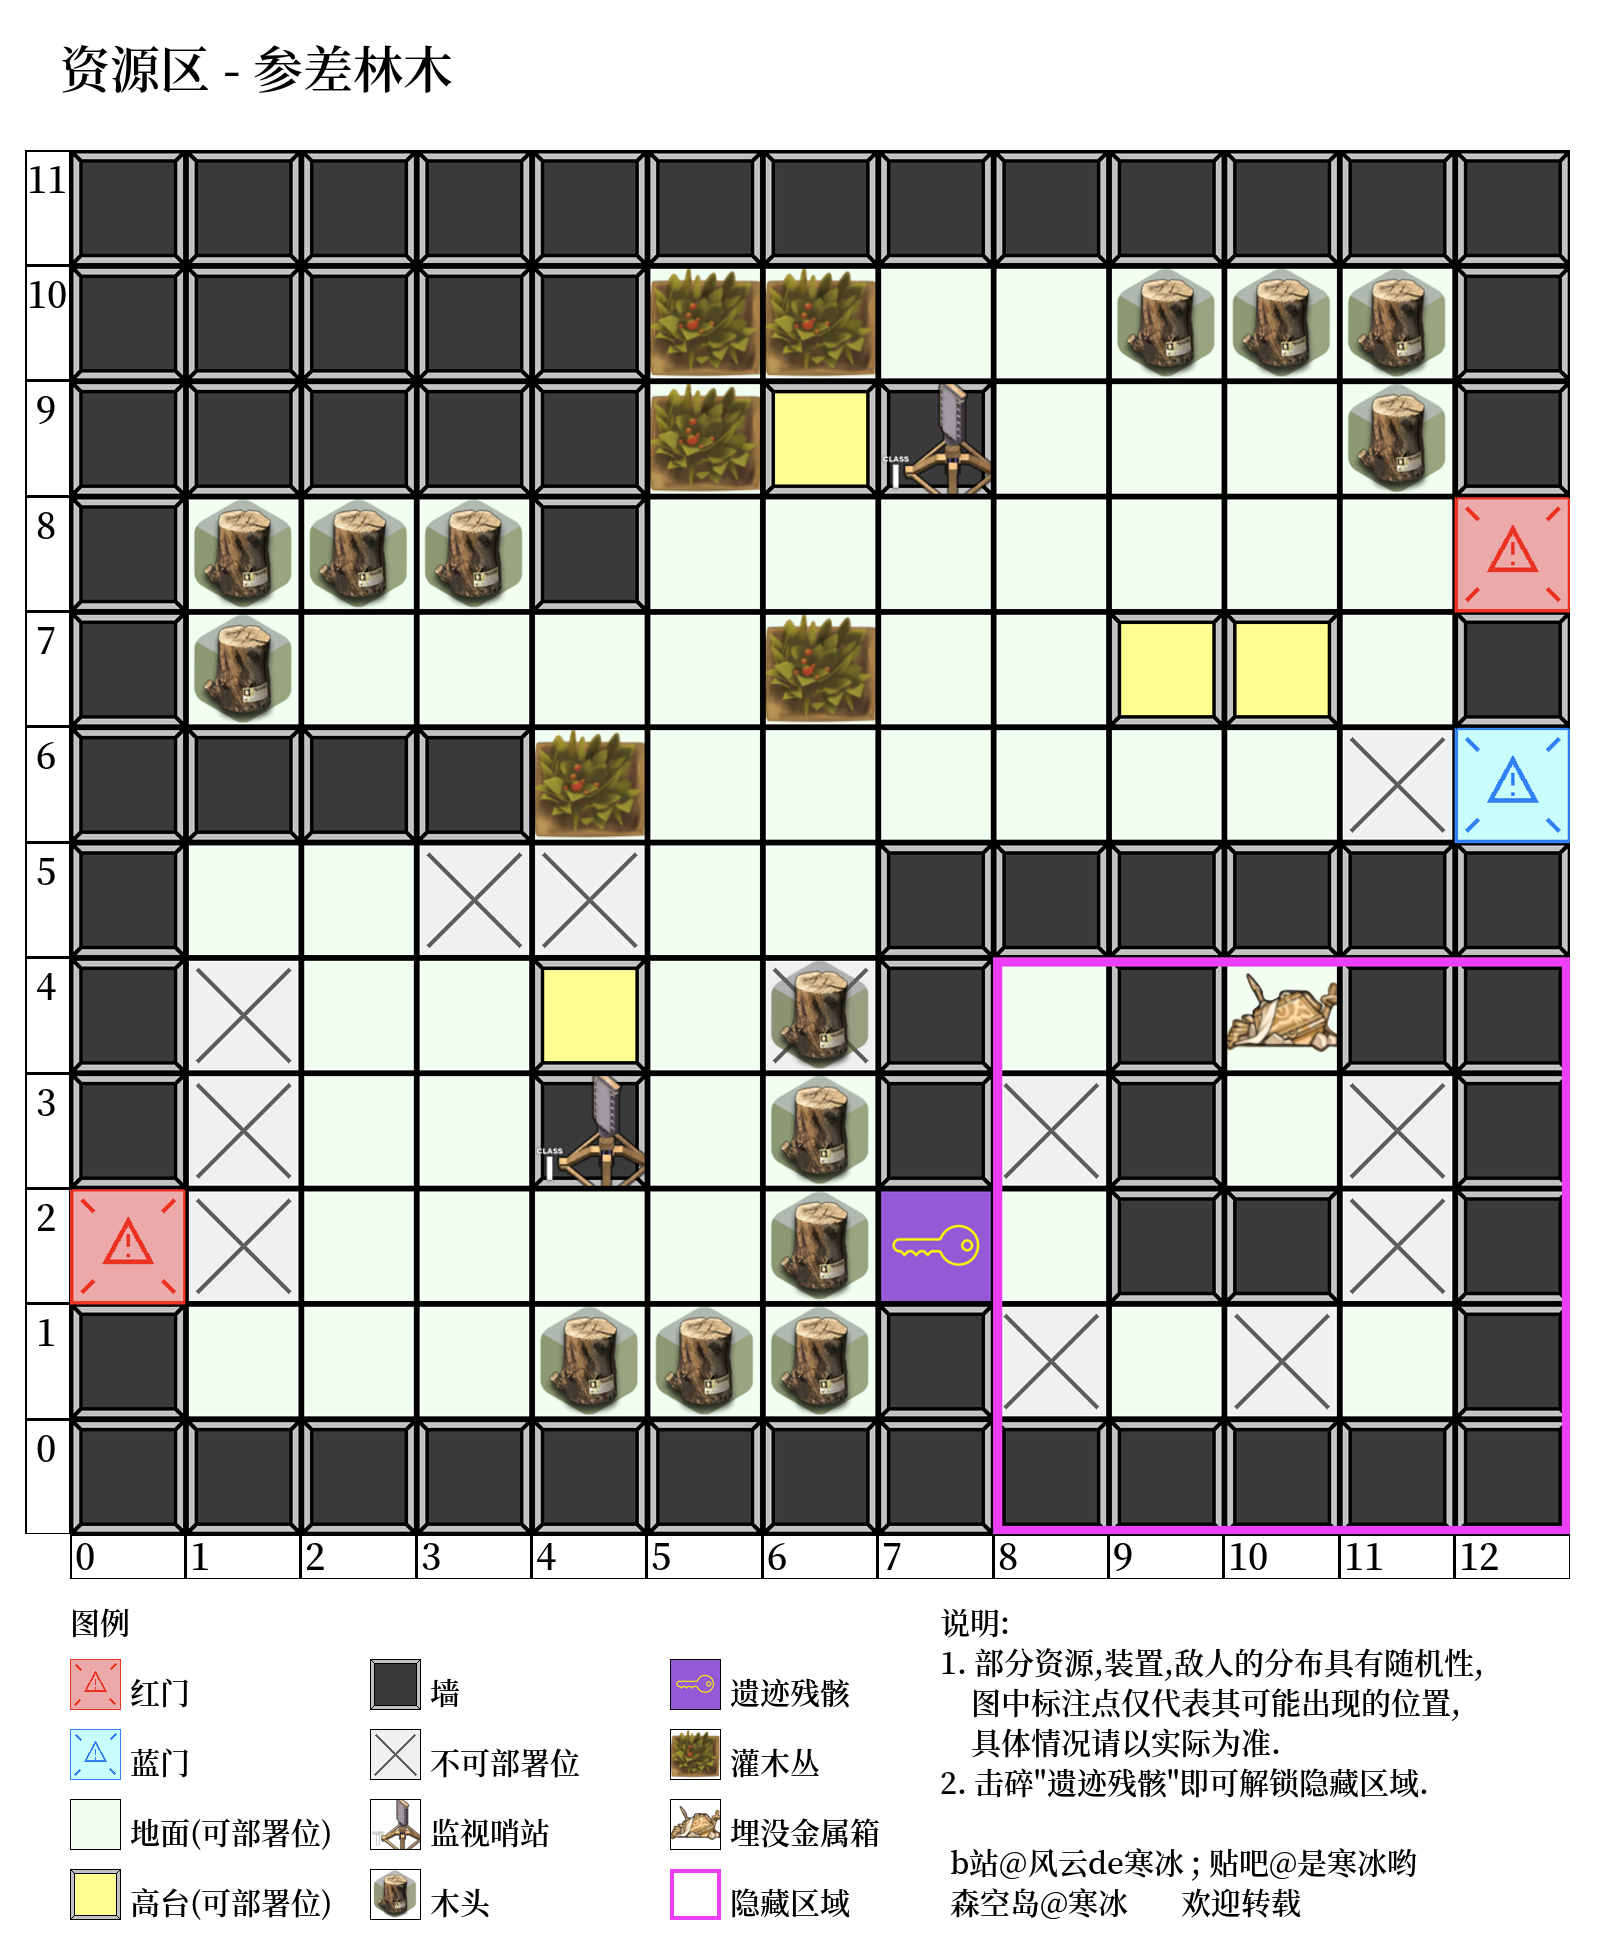 资源区 - 参差林木
11
10
9
CLASS
I
8
7
6
5
4
3
CLASS
I
2
1
0
0 1 2 3 4 5 6 7 8 9 10 11 12
图例
红门
墙
遗迹残骸
蓝门
不可部署位
灌木丛
地面(可部署位)
监视哨站
埋没金属箱
高台(可部署位)
木头
隐藏区域
说明:
1. 部分资源,装置,敌人的分布具有随机性,
图中标注点仅代表其可能出现的位置,
具体情况请以实际为准.
2. 击碎"遗迹残骸"即可解锁隐藏区域.
b站@风云de寒冰 ; 贴吧@是寒冰哟
森空岛@寒冰 欢迎转载